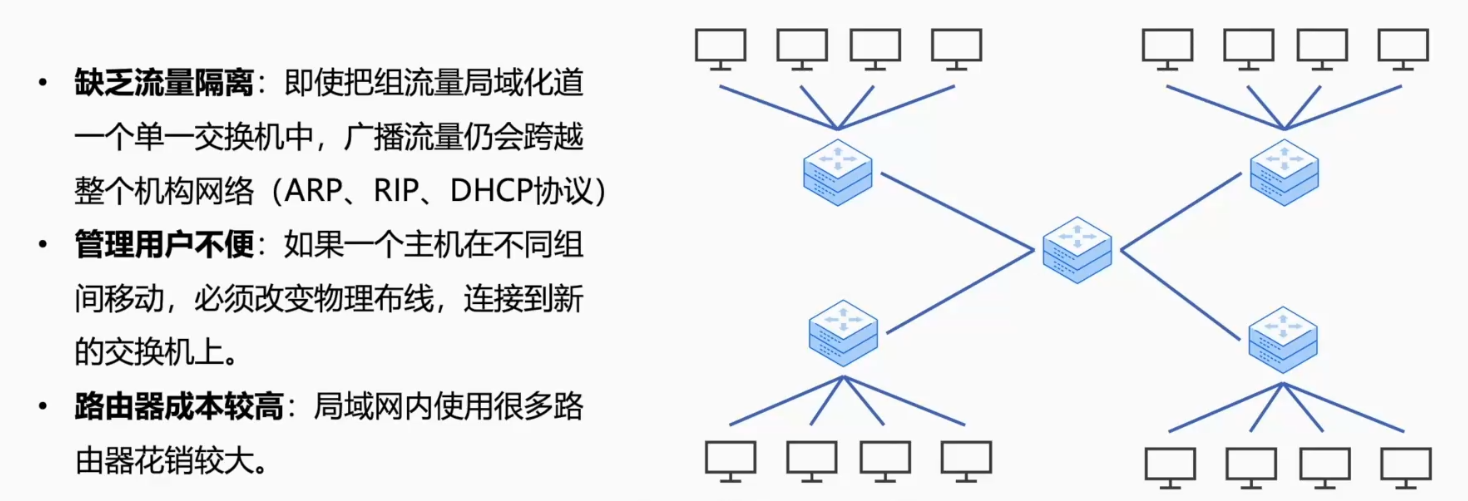 • 缺乏流量隔离：即使把组流量局域化道
一个单一交换机中，广播流量仍会跨越
整个机构网络（ARP、RIP、DHCP协议）
• 管理用户不便：如果一个主机在不同组
间移动，必须改变物理布线，连接到新
的交换机上。
• 路由器成本较高：局域网内使用很多路
由器花销较大。